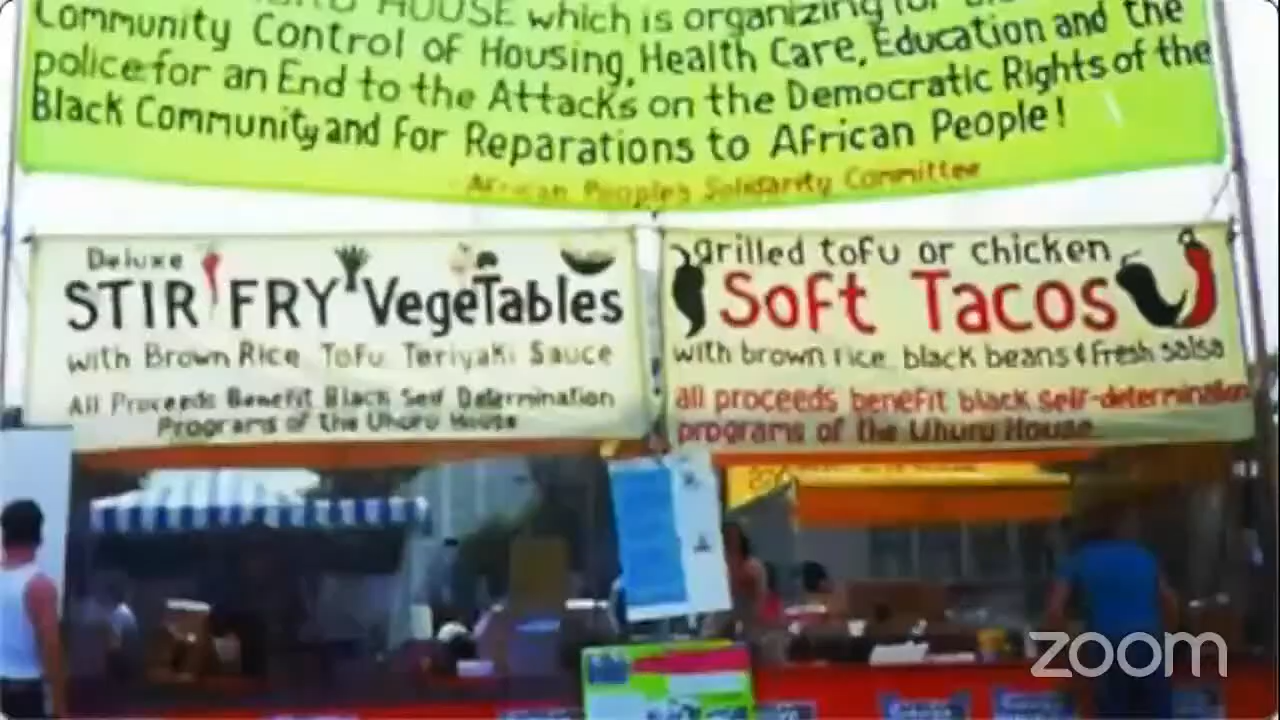 HOUSE which is organizing for
Community Control of Housing, Health Care, Education and the
police for an End to the Attacks on the Democratic Rights of the
Black Community and for Reparations to African People!
African People's Solidarity Committee
Deluxe
STIR FRY VegeTables
with Brown Rice, Tofu, Teriyaki Sauce
All Proceeds Benefit Black Self Determination
Programs of the Uhuru House
grilled tofu or chicken
Soft Tacos
with brown rice, black beans & fresh salsa
all proceeds benefit black self-determination
programs of the Uhuru House
zoom